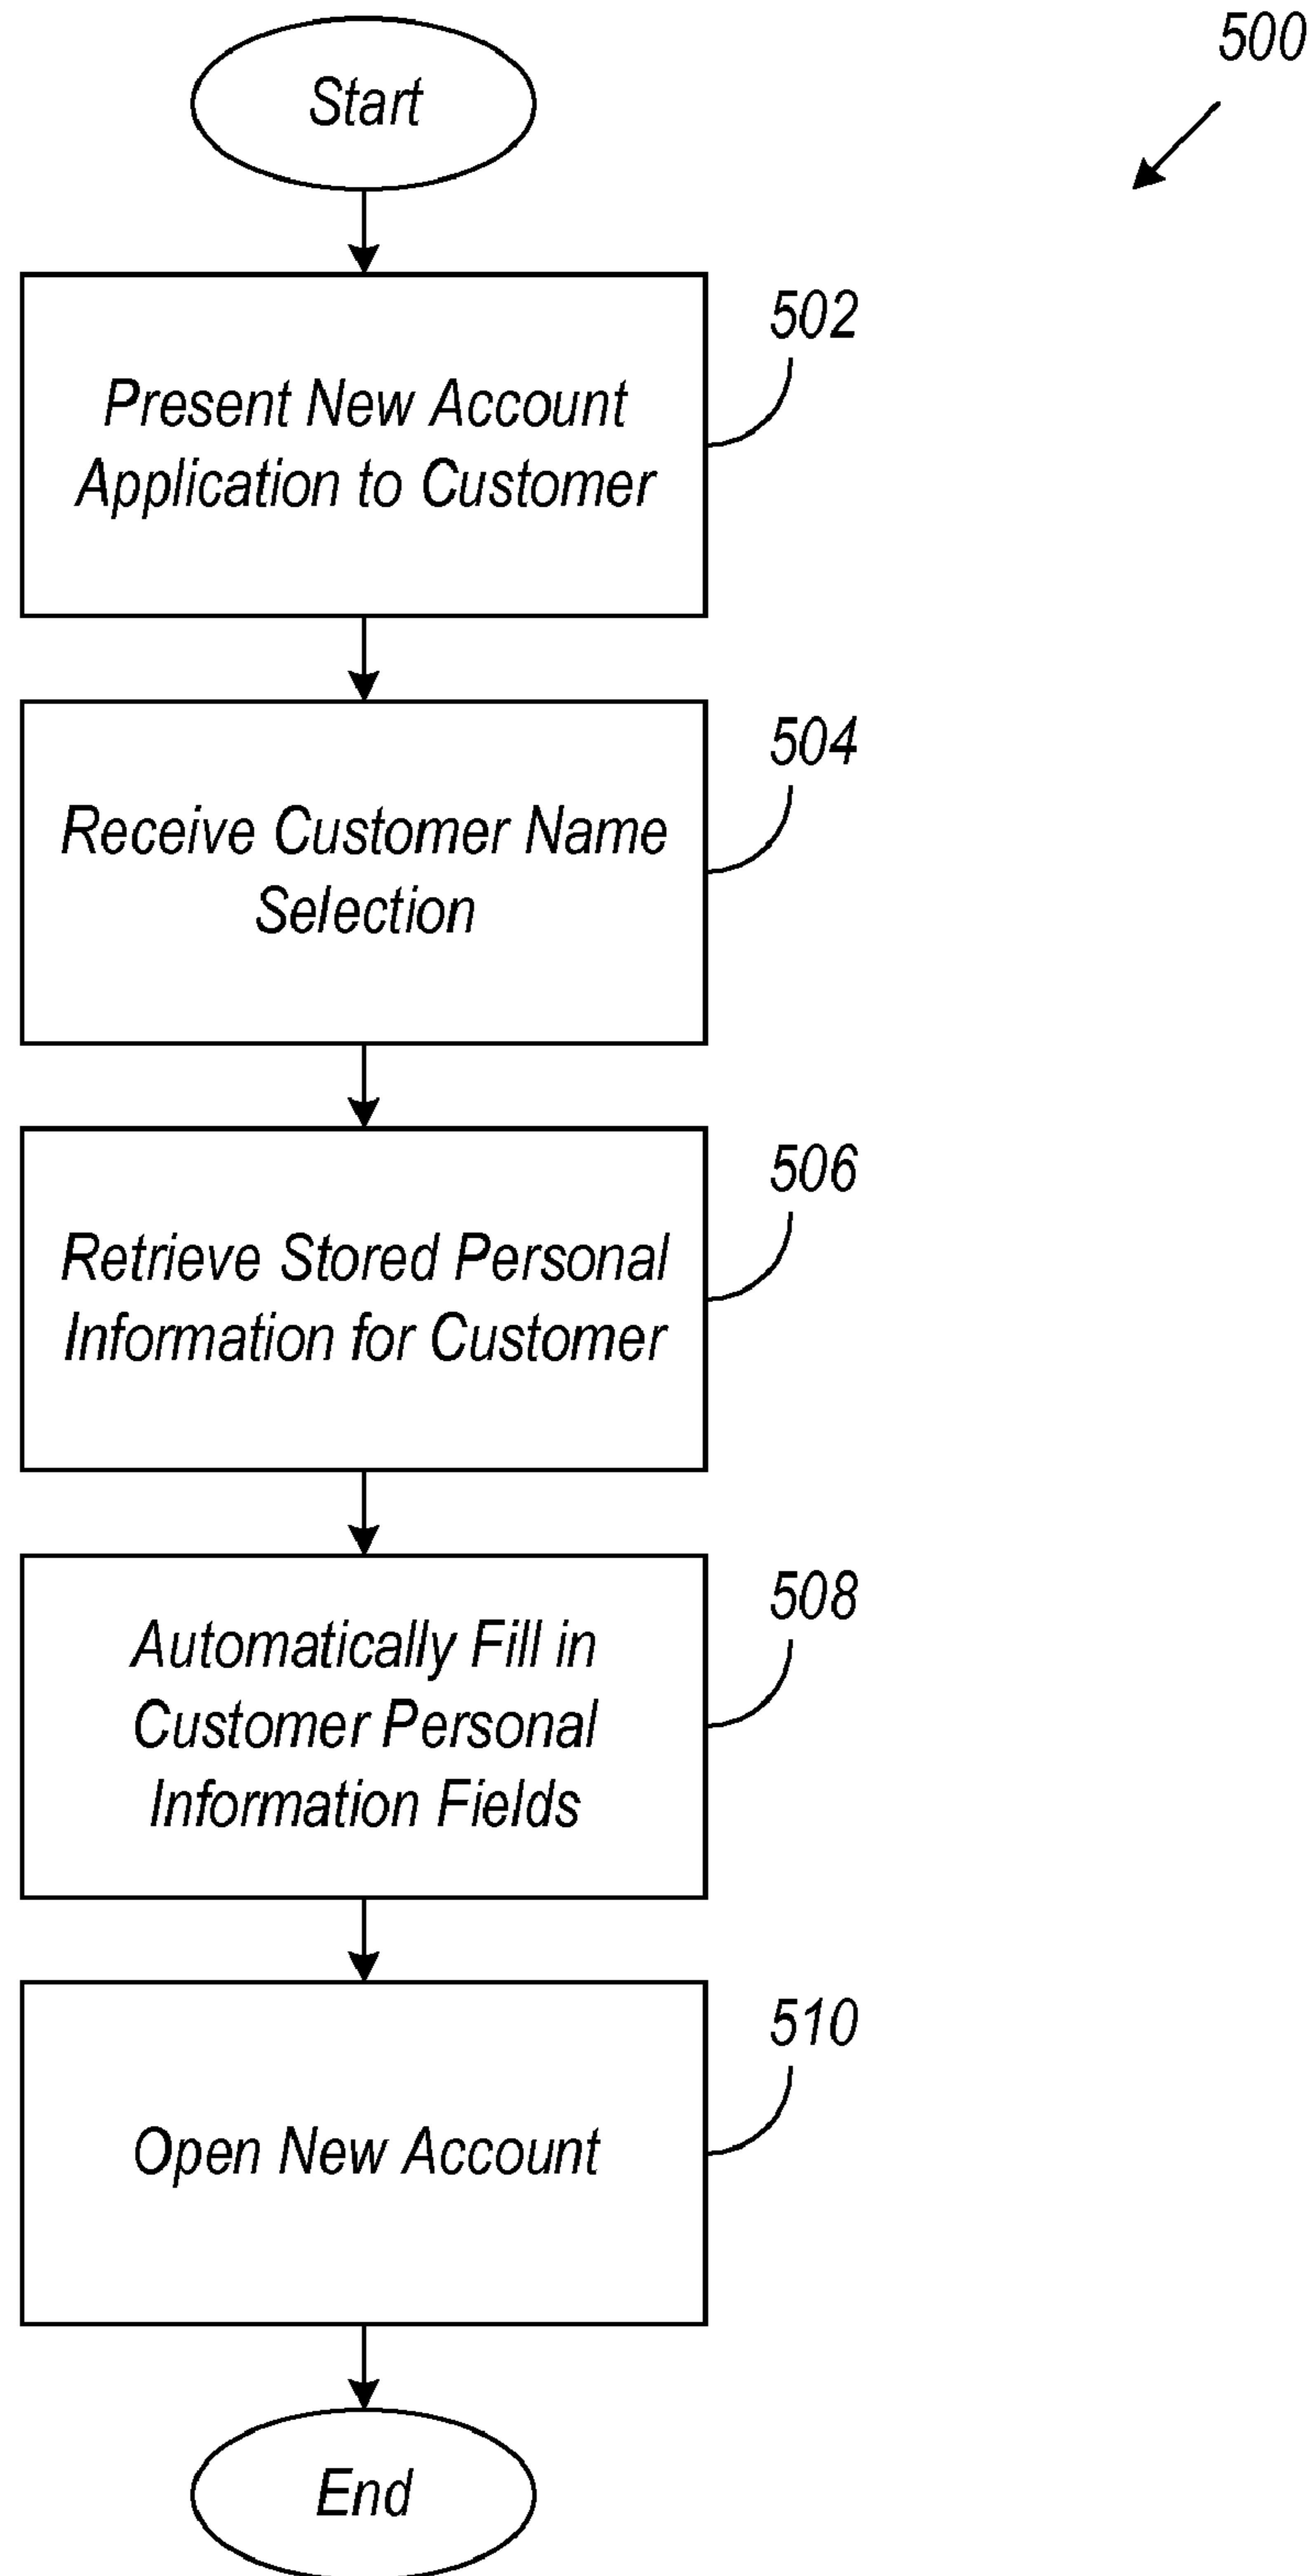 500
Start
502
Present New Account
Application to Customer
504
Receive Customer Name
Selection
506
Retrieve Stored Personal
Information for Customer
508
Automatically Fill in
Customer Personal
Information Fields
510
Open New Account
End